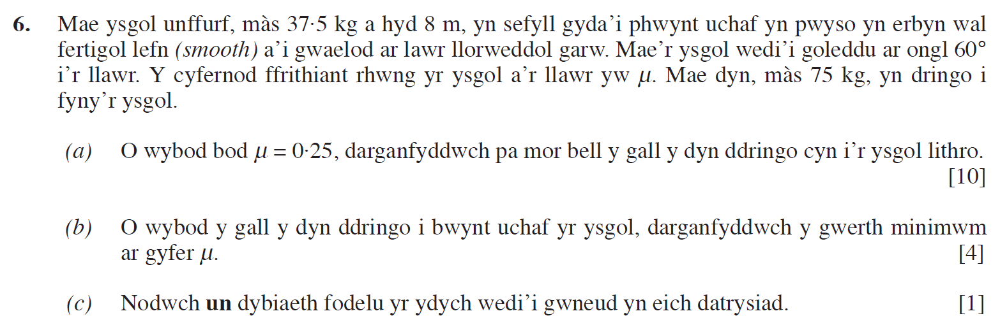 6. Mae ysgol unffurf, màs 37·5 kg a hyd 8 m, yn sefyll gyda’i phwynt uchaf yn pwyso yn erbyn wal
fertigol lefn (smooth) a’i gwaelod ar lawr llorweddol garw. Mae’r ysgol wedi’i goleddu ar ongl 60°
i’r llawr. Y cyfernod ffrithiant rhwng yr ysgol a’r llawr yw μ. Mae dyn, màs 75 kg, yn dringo i
fyny’r ysgol.
(a) O wybod bod μ = 0·25, darganfyddwch pa mor bell y gall y dyn ddringo cyn i’r ysgol lithro.
[10]
(b) O wybod y gall y dyn ddringo i bwynt uchaf yr ysgol, darganfyddwch y gwerth minimwm
ar gyfer μ. [4]
(c) Nodwch un dybiaeth fodelu yr ydych wedi’i gwneud yn eich datrysiad. [1]